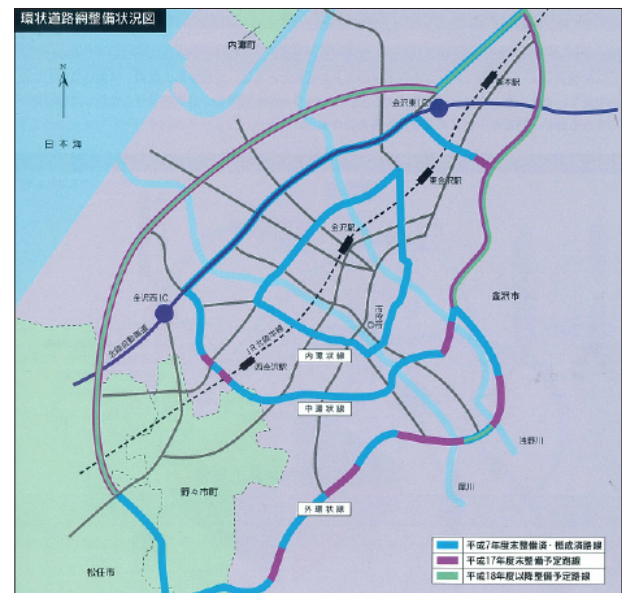 環状道路網整備状況図
内灘町
N
日本海
金沢東I.C
森本駅
東金沢駅
金沢駅
金沢市
金沢西I.C
北陸自動車道
JR北陸本線
西金沢駅
市役所
内環状線
中環状線
外環状線
浅野川
犀川
野々市町
松任市
平成7年度末整備済・概成済路線
平成17年度末整備予定路線
平成18年度以降整備予定路線